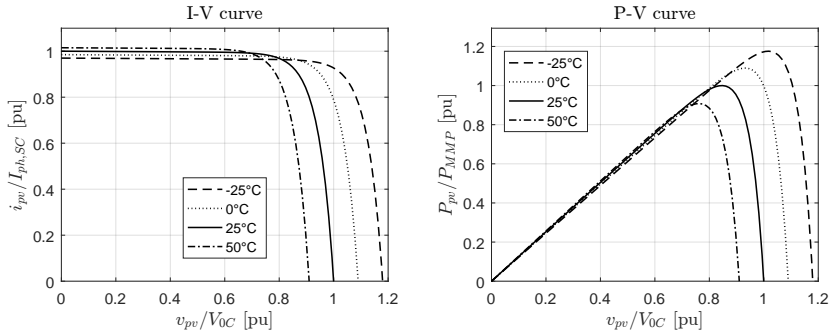 I-V curve
1
0.8
0.6
0.4
0.2
0
i_pv/I_ph,SC [pu]
-25°C
0°C
25°C
50°C
0 0.2 0.4 0.6 0.8 1 1.2
v_pv/V_0C [pu]
P-V curve
1.2
1
0.8
0.6
0.4
0.2
0
P_pv/P_MMP [pu]
-25°C
0°C
25°C
50°C
0 0.2 0.4 0.6 0.8 1 1.2
v_pv/V_0C [pu]